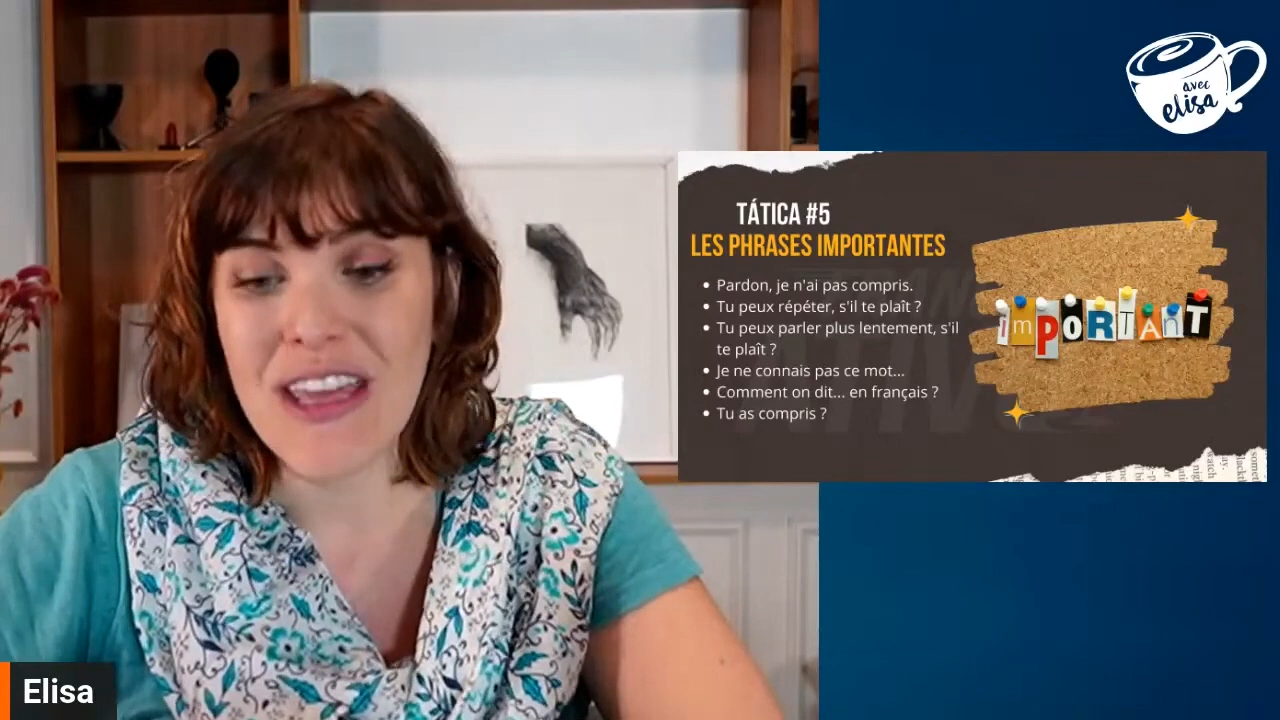 avec
elisa
TÁTICA #5
LES PHRASES IMPORTANTES
• Pardon, je n'ai pas compris.
• Tu peux répéter, s'il te plaît ?
• Tu peux parler plus lentement, s'il
te plaît ?
• Je ne connais pas ce mot...
• Comment on dit... en français ?
• Tu as compris ?
imPORTANT
Elisa